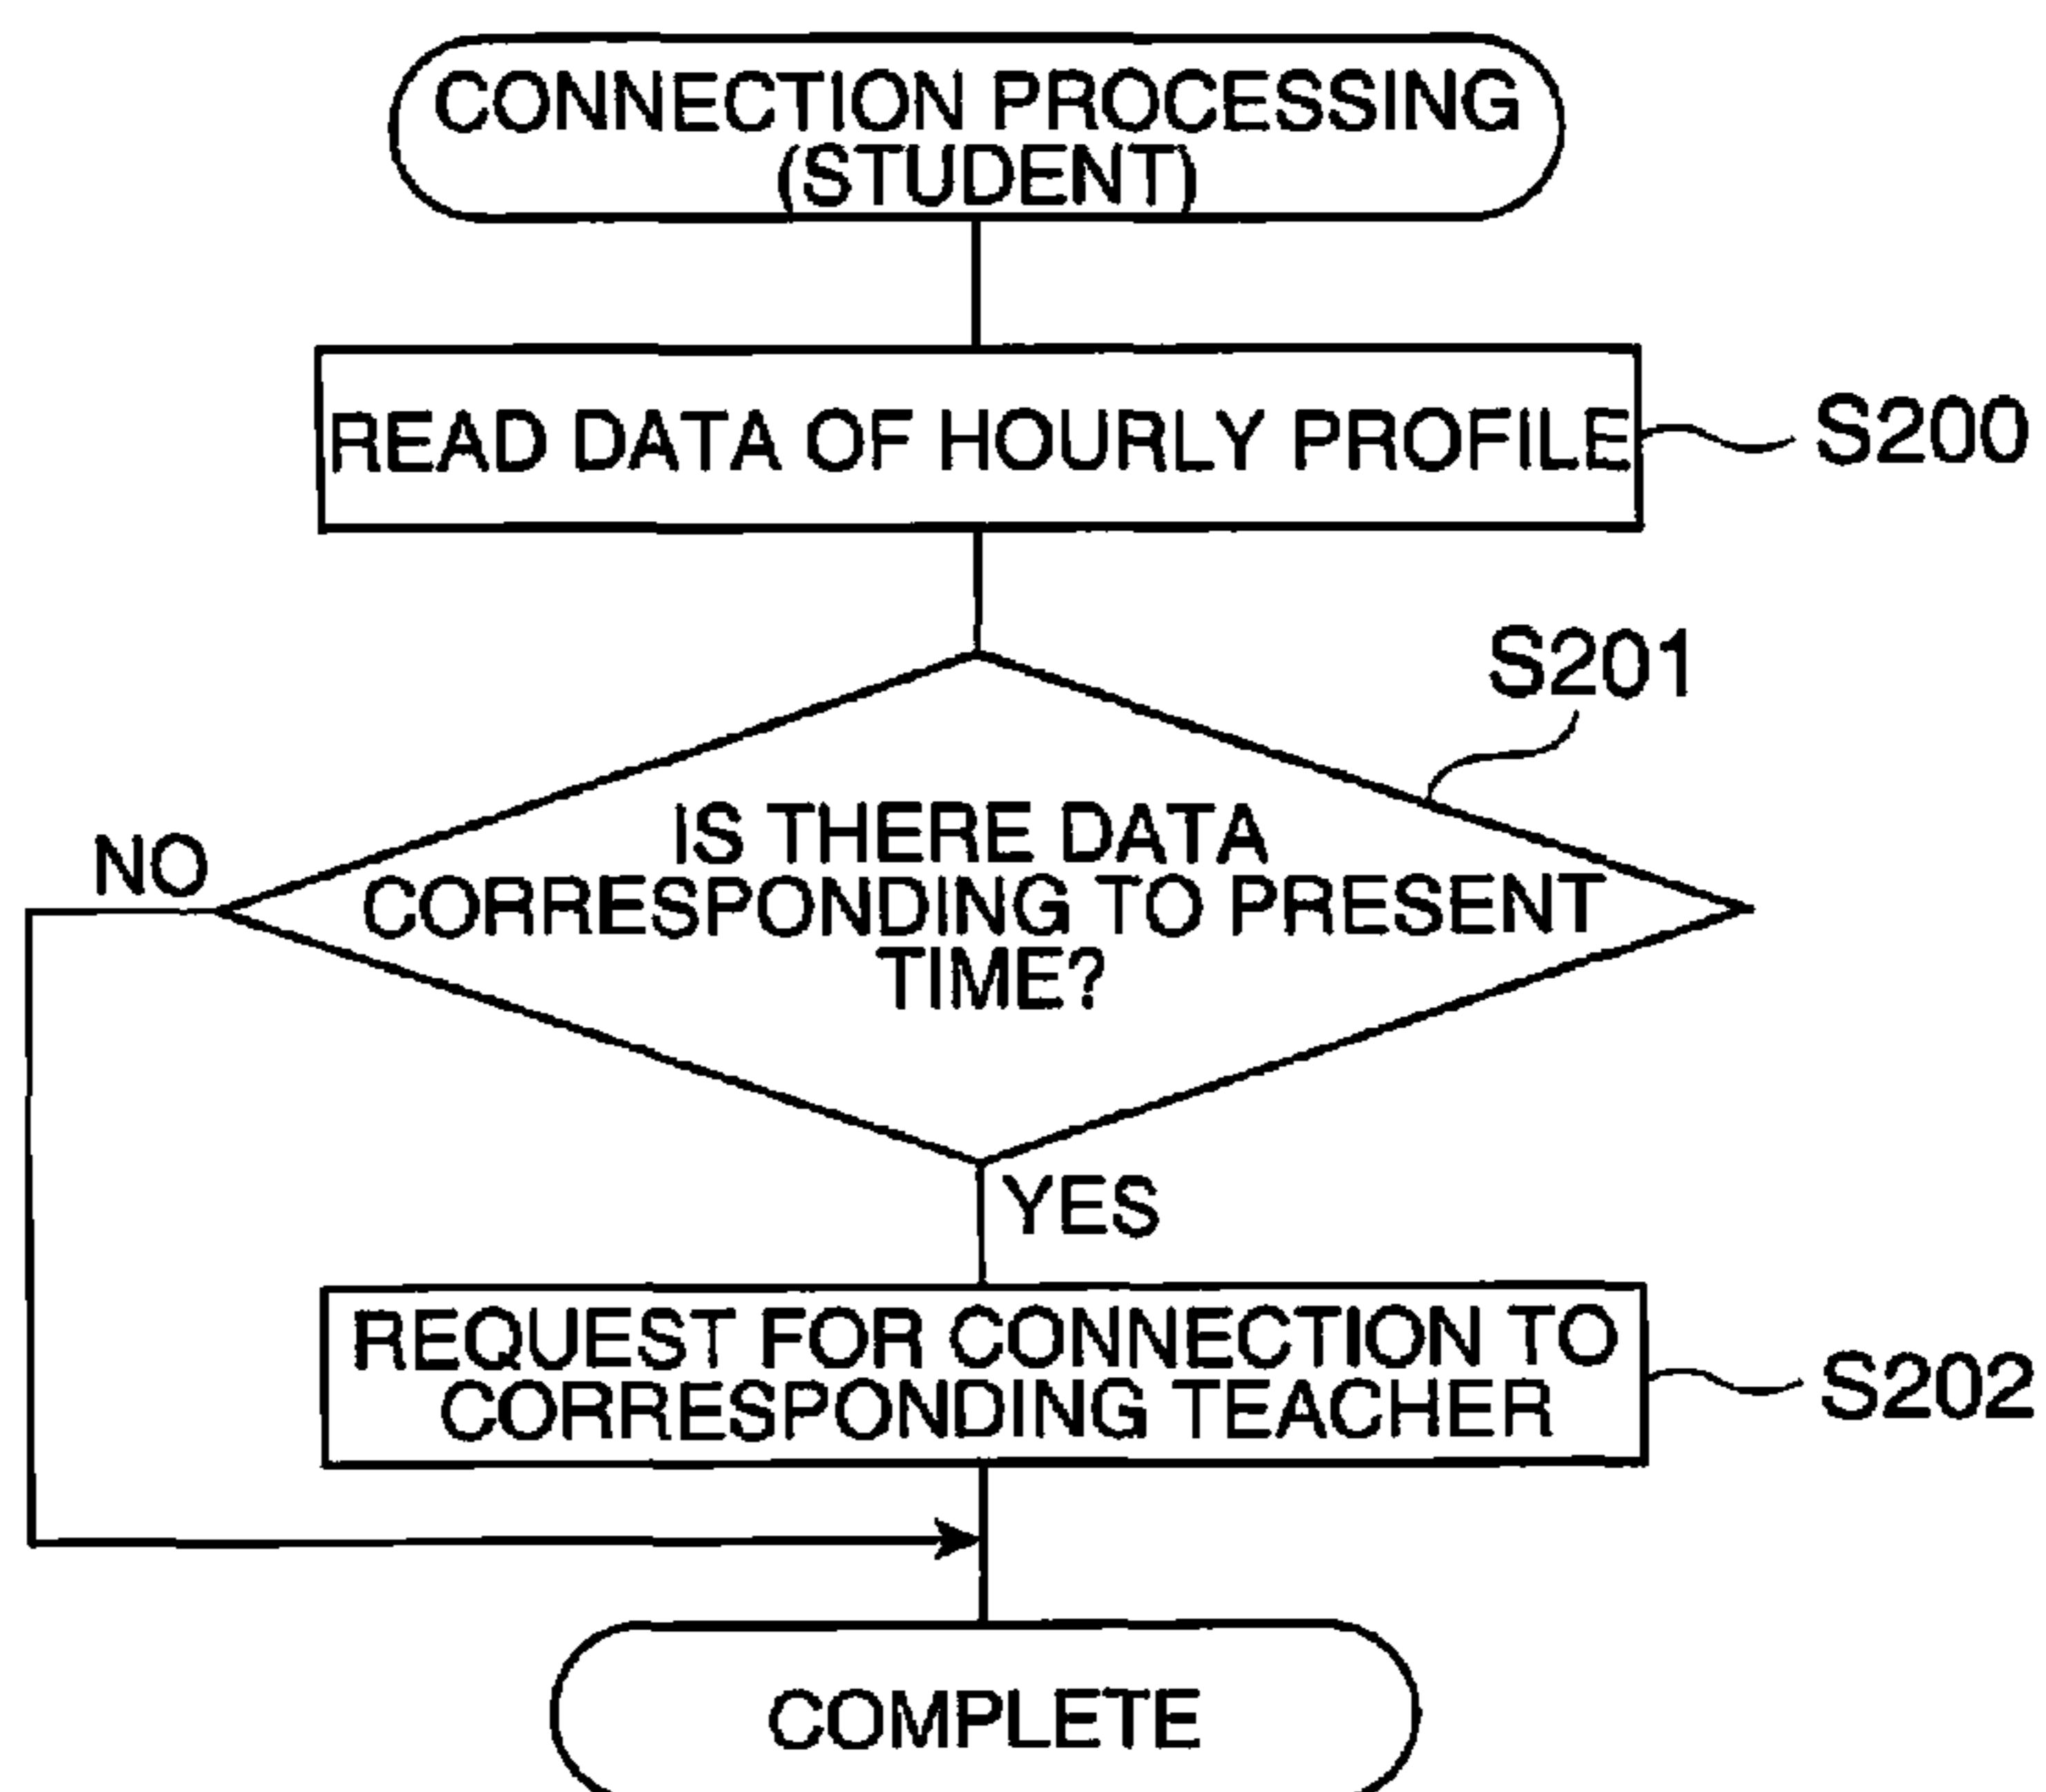 CONNECTION PROCESSING
(STUDENT)
READ DATA OF HOURLY PROFILE
S200
S201
IS THERE DATA
CORRESPONDING TO PRESENT
TIME?
NO
YES
REQUEST FOR CONNECTION TO
CORRESPONDING TEACHER
S202
COMPLETE